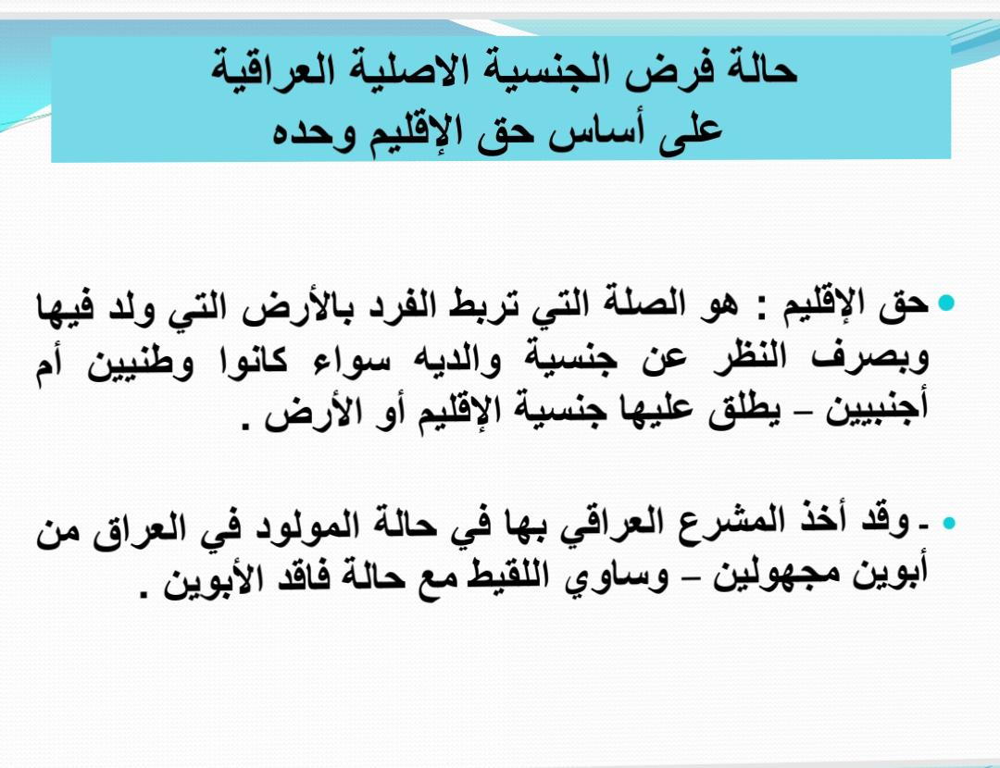 حالة فرض الجنسية الاصلية العراقية
على أساس حق الإقليم وحده
• حق الإقليم : هو الصلة التي تربط الفرد بالأرض التي ولد فيها
وبصرف النظر عن جنسية والديه سواء كانوا وطنيين أم
أجنبيين – يطلق عليها جنسية الإقليم أو الأرض .
• ـ وقد أخذ المشرع العراقي بها في حالة المولود في العراق من
أبوين مجهولين – وساوي اللقيط مع حالة فاقد الأبوين .